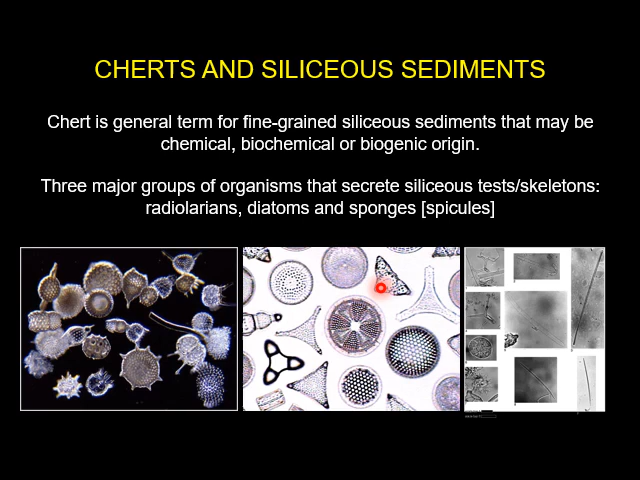 CHERTS AND SILICEOUS SEDIMENTS
Chert is general term for fine-grained siliceous sediments that may be
chemical, biochemical or biogenic origin.
Three major groups of organisms that secrete siliceous tests/skeletons:
radiolarians, diatoms and sponges [spicules]